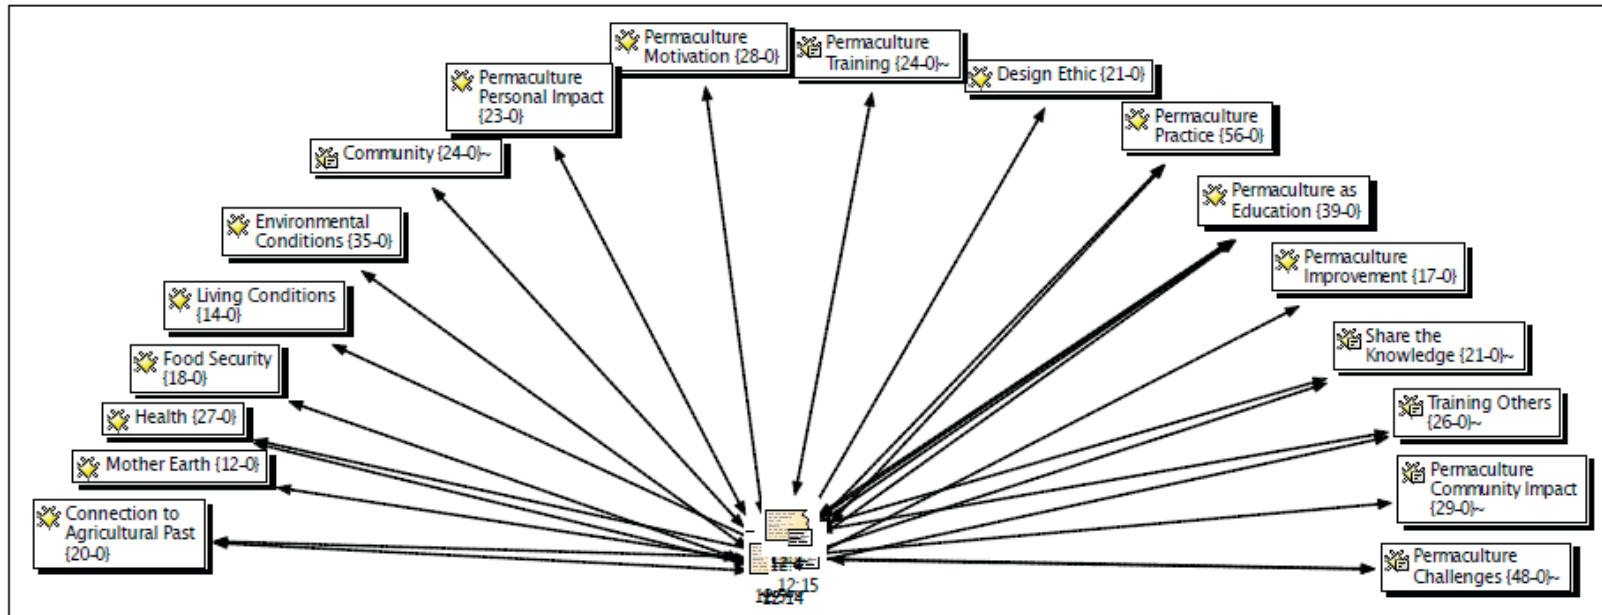 Permaculture
Motivation {28-0}
Permaculture
Training {24-0}~
Design Ethic {21-0}
Permaculture
Personal Impact
{23-0}
Permaculture
Practice {56-0}
Community {24-0}~
Permaculture as
Education {39-0}
Environmental
Conditions {35-0}
Permaculture
Improvement {17-0}
Living Conditions
{14-0}
Share the
Knowledge {21-0}~
Food Security
{18-0}
Training Others
{26-0}~
Health {27-0}
Mother Earth {12-0}
Permaculture
Community Impact
{29-0}~
Connection to
Agricultural Past
{20-0}
Permaculture
Challenges {48-0}~
12:15